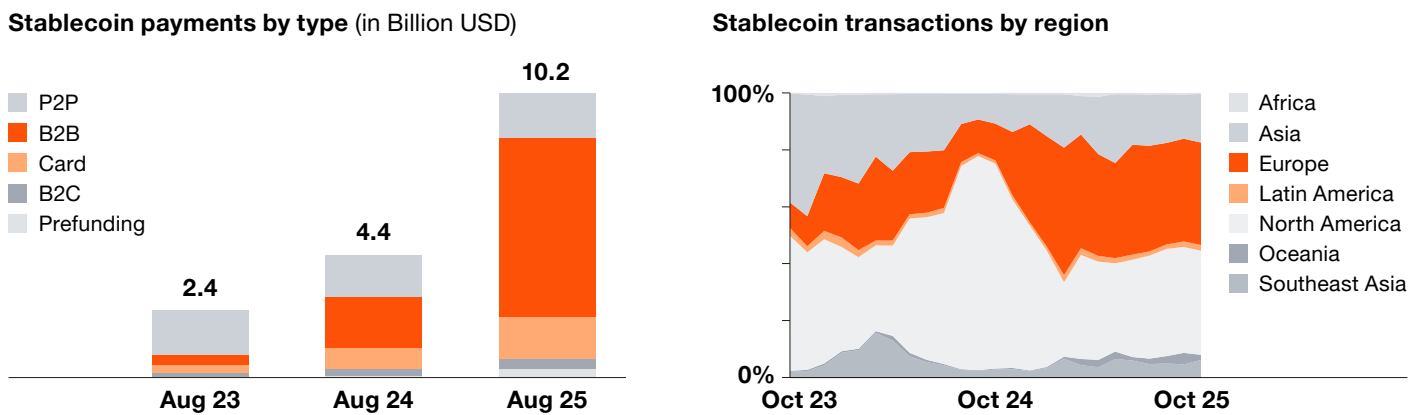 Stablecoin payments by type (in Billion USD)
P2P
B2B
Card
B2C
Prefunding
2.4
4.4
10.2
Aug 23
Aug 24
Aug 25
Stablecoin transactions by region
100%
0%
Oct 23
Oct 24
Oct 25
Africa
Asia
Europe
Latin America
North America
Oceania
Southeast Asia